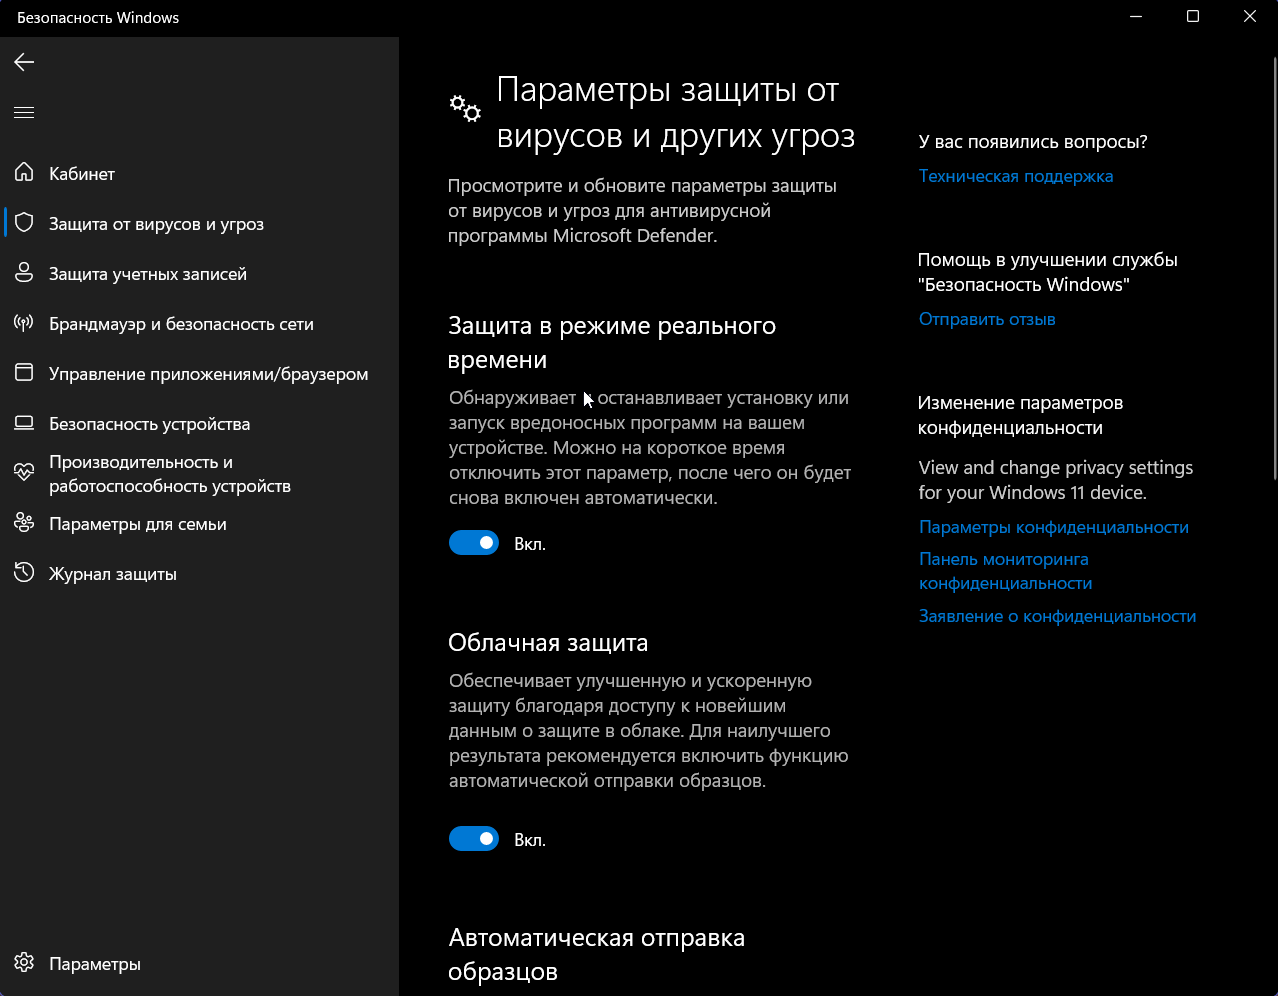 Безопасность Windows
Кабинет
Защита от вирусов и угроз
Защита учетных записей
Брандмауэр и безопасность сети
Управление приложениями/браузером
Безопасность устройства
Производительность и
работоспособность устройств
Параметры для семьи
Журнал защиты
Параметры
Параметры защиты от
вирусов и других угроз
Просмотрите и обновите параметры защиты
от вирусов и угроз для антивирусной
программы Microsoft Defender.
Защита в режиме реального
времени
Обнаруживает останавливает установку или
запуск вредоносных программ на вашем
устройстве. Можно на короткое время
отключить этот параметр, после чего он будет
снова включен автоматически.
Вкл.
Облачная защита
Обеспечивает улучшенную и ускоренную
защиту благодаря доступу к новейшим
данным о защите в облаке. Для наилучшего
результата рекомендуется включить функцию
автоматической отправки образцов.
Вкл.
Автоматическая отправка
образцов
У вас появились вопросы?
Техническая поддержка
Помощь в улучшении службы
"Безопасность Windows"
Отправить отзыв
Изменение параметров
конфиденциальности
View and change privacy settings
for your Windows 11 device.
Параметры конфиденциальности
Панель мониторинга
конфиденциальности
Заявление о конфиденциальности